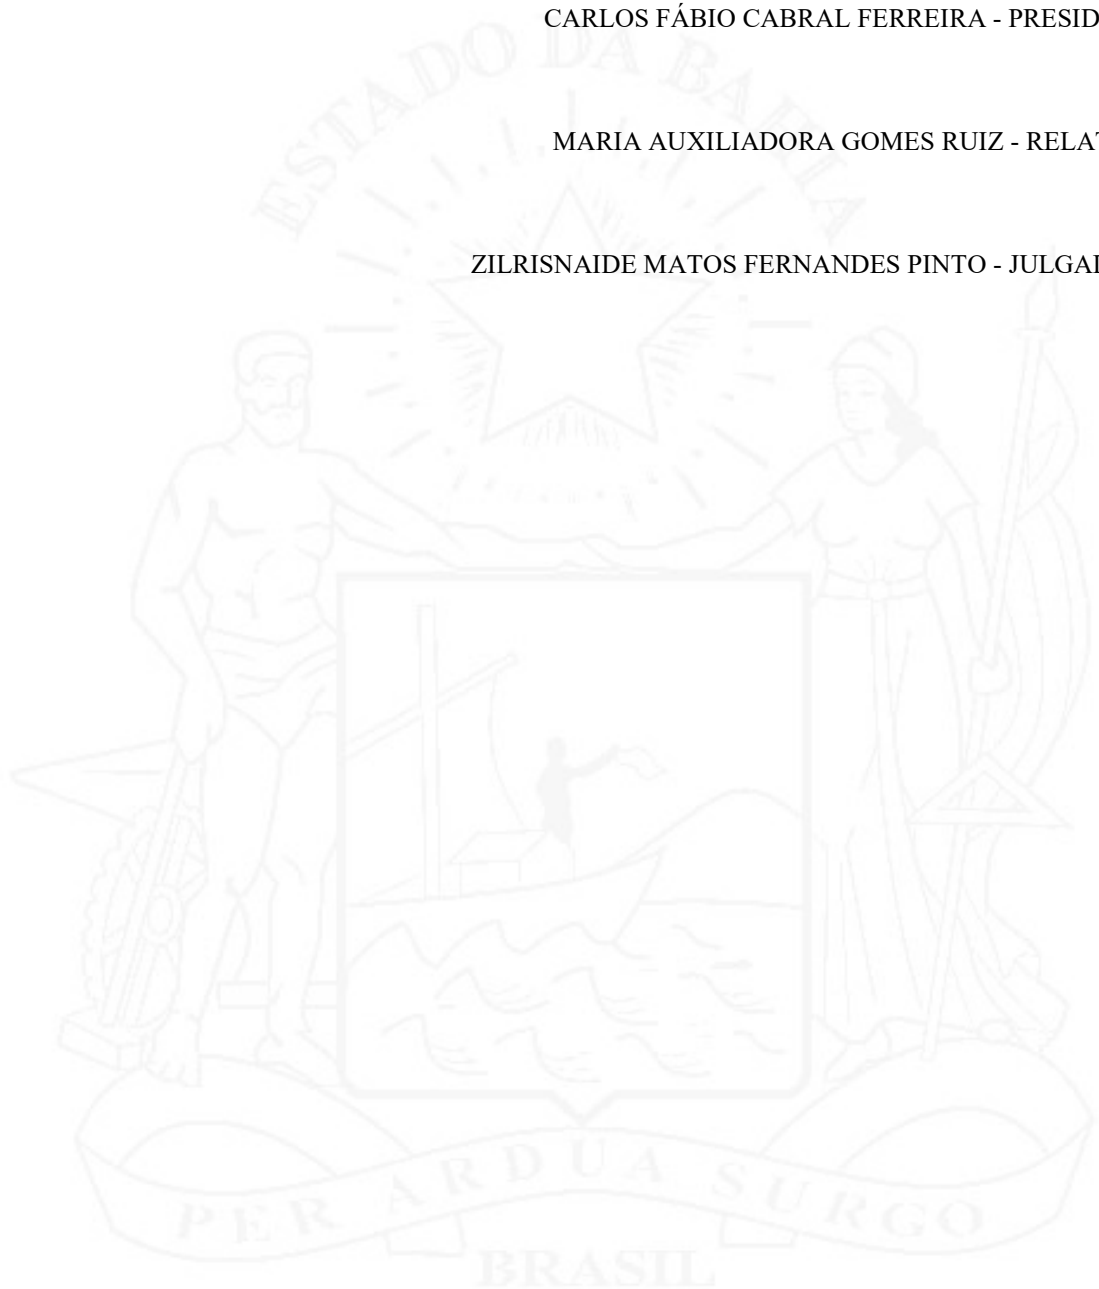 CARLOS FÁBIO CABRAL FERREIRA - PRESID
ESTADO DA BAHIA
MARIA AUXILIADORA GOMES RUIZ - RELA
ZILRISNAIDE MATOS FERNANDES PINTO - JULGA
PER ARDUA SURGO
BRASIL